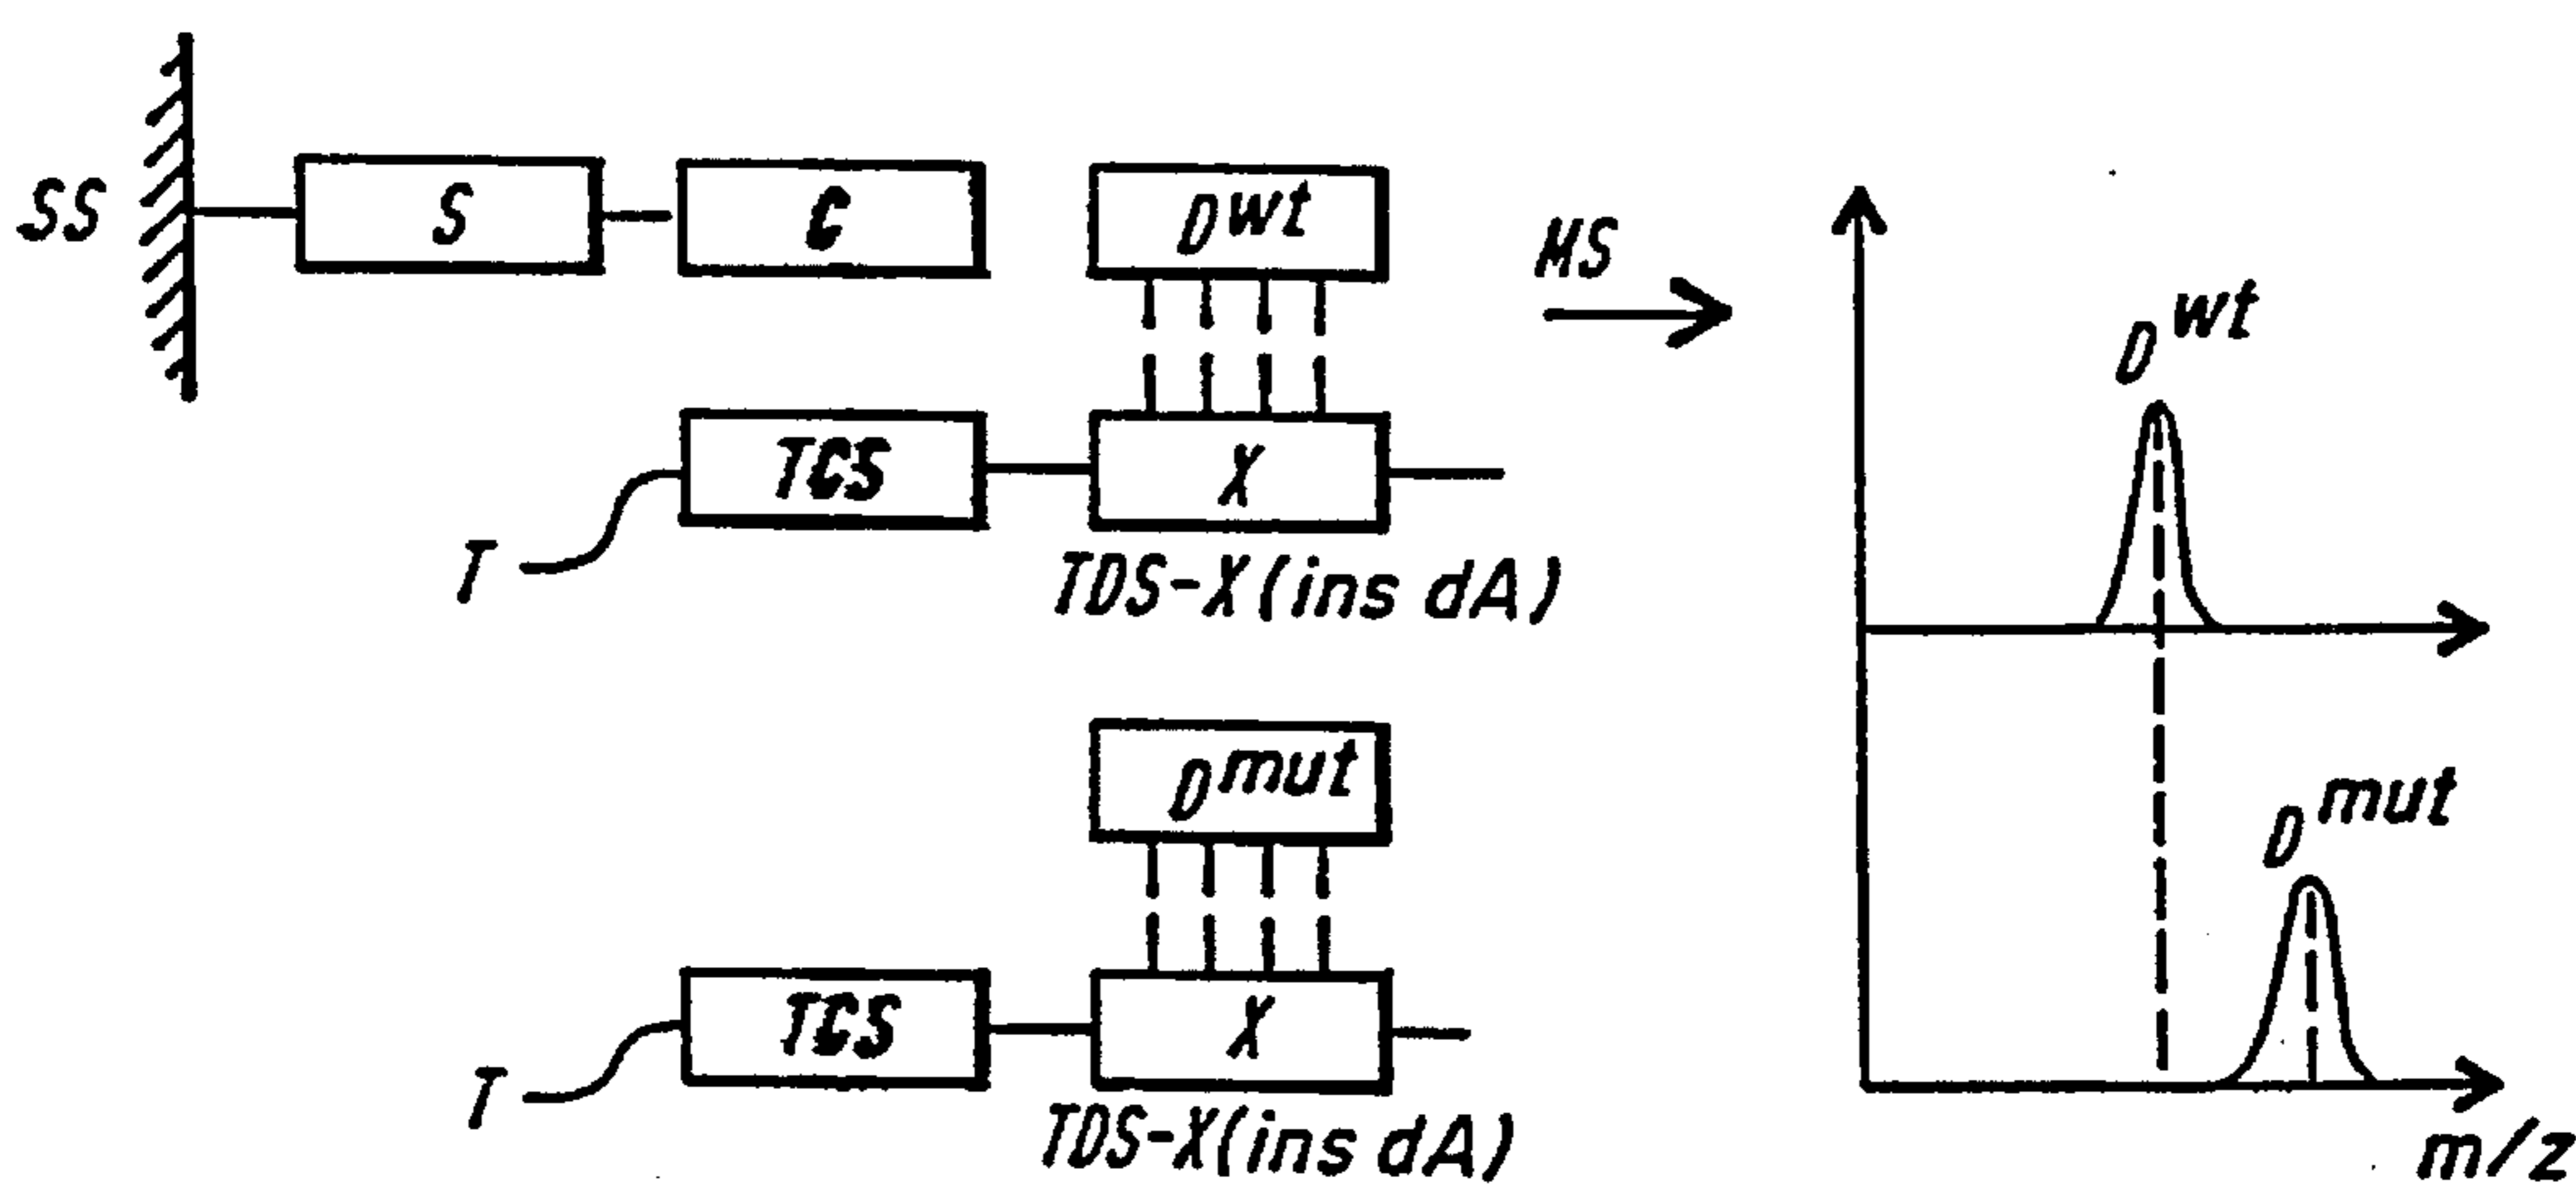 SS
S
C
D wt
MS
D wt
TCS
X
T
TDS-X(ins dA)
D mut
D mut
TCS
X
T
TDS-X(ins dA)
m/z